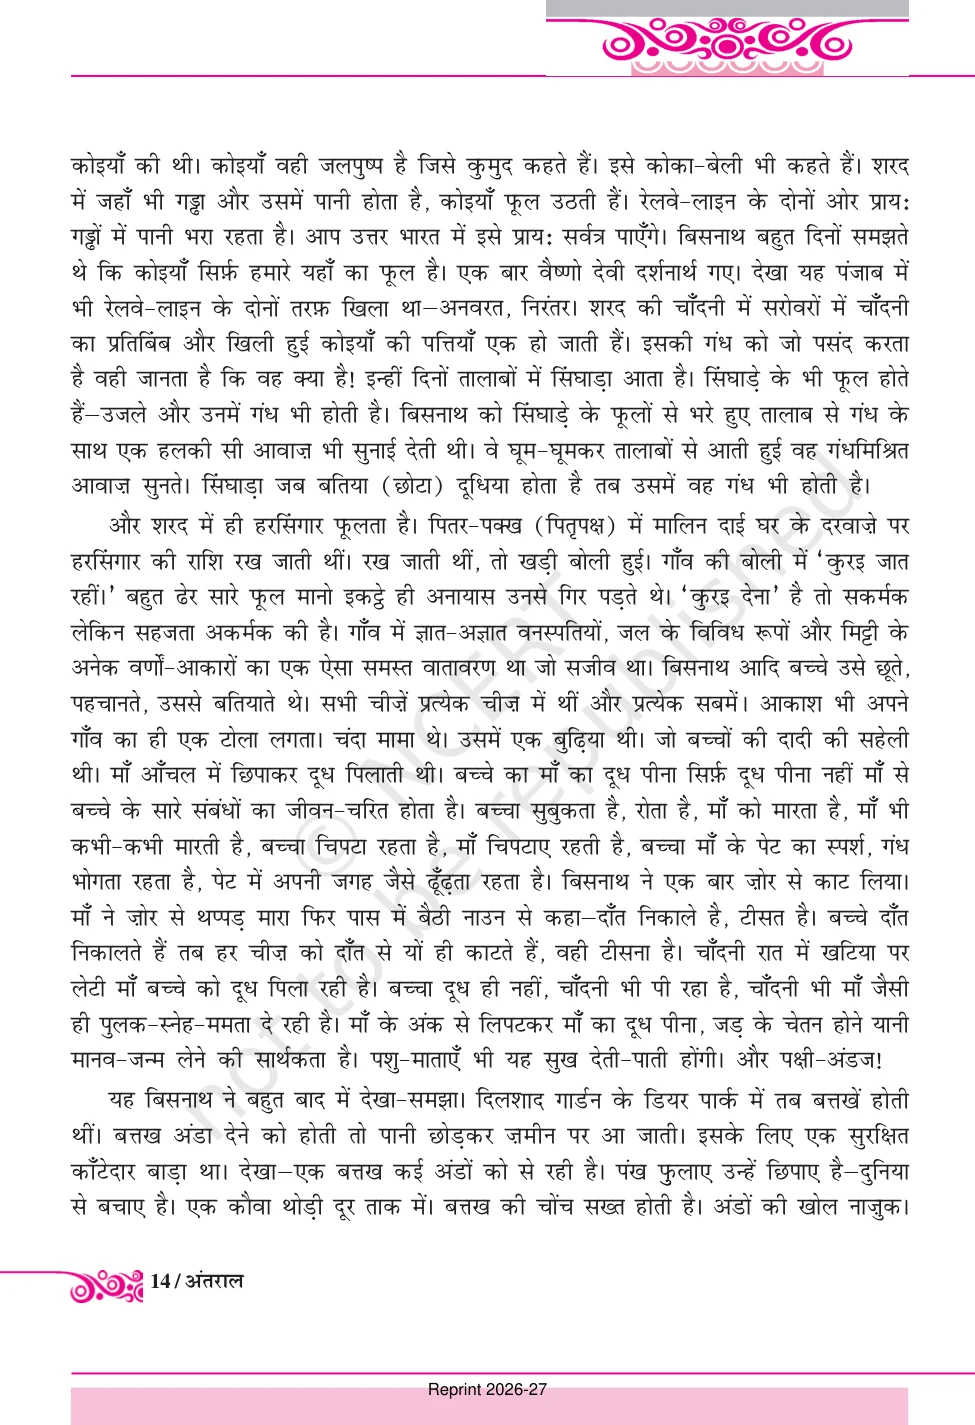 कोइयाँ की थी। कोइयाँ वही जलपुष्प है जिसे कुमुद कहते हैं। इसे कोका-बेली भी कहते हैं। शरद
में जहाँ भी गड्ढा और उसमें पानी होता है, कोइयाँ फूल उठती हैं। रेलवे-लाइन के दोनों ओर प्राय:
गड्ढों में पानी भरा रहता है। आप उत्तर भारत में इसे प्राय: सर्वत्र पाएँगे। बिसनाथ बहुत दिनों समझते
थे कि कोइयाँ सिर्फ़ हमारे यहाँ का फूल है। एक बार वैष्णो देवी दर्शनार्थ गए। देखा यह पंजाब में
भी रेलवे-लाइन के दोनों तरफ़ खिला था—अनवरत, निरंतर। शरद की चाँदनी में सरोवरों में चाँदनी
का प्रतिबिंब और खिली हुई कोइयाँ की पत्तियाँ एक हो जाती हैं। इसकी गंध को जो पसंद करता
है वही जानता है कि वह क्या है! इन्हीं दिनों तालाबों में सिंघाड़ा आता है। सिंघाड़े के भी फूल होते
हैं—उजले और उनमें गंध भी होती है। बिसनाथ को सिंघाड़े के फूलों से भरे हुए तालाब से गंध के
साथ एक हलकी सी आवाज़ भी सुनाई देती थी। वे घूम-घूमकर तालाबों से आती हुई वह गंधमिश्रित
आवाज़ सुनते। सिंघाड़ा जब बतिया (छोटा) दूधिया होता है तब उसमें वह गंध भी होती है।
और शरद में ही हरसिंगार फूलता है। पितर-पक्ख (पितृपक्ष) में मालिन दाई घर के दरवाज़े पर
हरसिंगार की राशि रख जाती थीं। रख जाती थीं, तो खड़ी बोली हुई। गाँव की बोली में ‘कुरइ जात
रहीं।’ बहुत ढेर सारे फूल मानो इकट्ठे ही अनायास उनसे गिर पड़ते थे। ‘कुरइ देना’ है तो सकर्मक
लेकिन सहजता अकर्मक की है। गाँव में ज्ञात-अज्ञात वनस्पतियों, जल के विविध रूपों और मिट्टी के
अनेक वर्णों-आकारों का एक ऐसा समस्त वातावरण था जो सजीव था। बिसनाथ आदि बच्चे उसे छूते,
पहचानते, उससे बतियाते थे। सभी चीज़ें प्रत्येक चीज़ में थीं और प्रत्येक सबमें। आकाश भी अपने
गाँव का ही एक टोला लगता। चंदा मामा थे। उसमें एक बुढ़िया थी। जो बच्चों की दादी की सहेली
थी। माँ आँचल में छिपाकर दूध पिलाती थी। बच्चे का माँ का दूध पीना सिर्फ़ दूध पीना नहीं माँ से
बच्चे के सारे संबंधों का जीवन-चरित होता है। बच्चा सुबुकता है, रोता है, माँ को मारता है, माँ भी
कभी-कभी मारती है, बच्चा चिपटा रहता है, माँ चिपटाए रहती है, बच्चा माँ के पेट का स्पर्श, गंध
भोगता रहता है, पेट में अपनी जगह जैसे ढूँढ़ता रहता है। बिसनाथ ने एक बार ज़ोर से काट लिया।
माँ ने ज़ोर से थप्पड़ मारा फिर पास में बैठी नाउन से कहा—दाँत निकाले है, टीसत है। बच्चे दाँत
निकालते हैं तब हर चीज़ को दाँत से यों ही काटते हैं, वही टीसना है। चाँदनी रात में खटिया पर
लेटी माँ बच्चे को दूध पिला रही है। बच्चा दूध ही नहीं, चाँदनी भी पी रहा है, चाँदनी भी माँ जैसी
ही पुलक-स्नेह-ममता दे रही है। माँ के अंक से लिपटकर माँ का दूध पीना, जड़ के चेतन होने यानी
मानव-जन्म लेने की सार्थकता है। पशु-माताएँ भी यह सुख देती-पाती होंगी। और पक्षी-अंडज!
यह बिसनाथ ने बहुत बाद में देखा-समझा। दिलशाद गार्डन के डियर पार्क में तब बत्तखें होती
थीं। बत्तख अंडा देने को होती तो पानी छोड़कर ज़मीन पर आ जाती। इसके लिए एक सुरक्षित
काँटेदार बाड़ा था। देखा—एक बत्तख कई अंडों को से रही है। पंख फुलाए उन्हें छिपाए है—दुनिया
से बचाए है। एक कौवा थोड़ी दूर ताक में। बत्तख की चोंच सख्त होती है। अंडों की खोल नाज़ुक।
14 / अंतराल
Reprint 2026-27
© NCERT
not to be republished